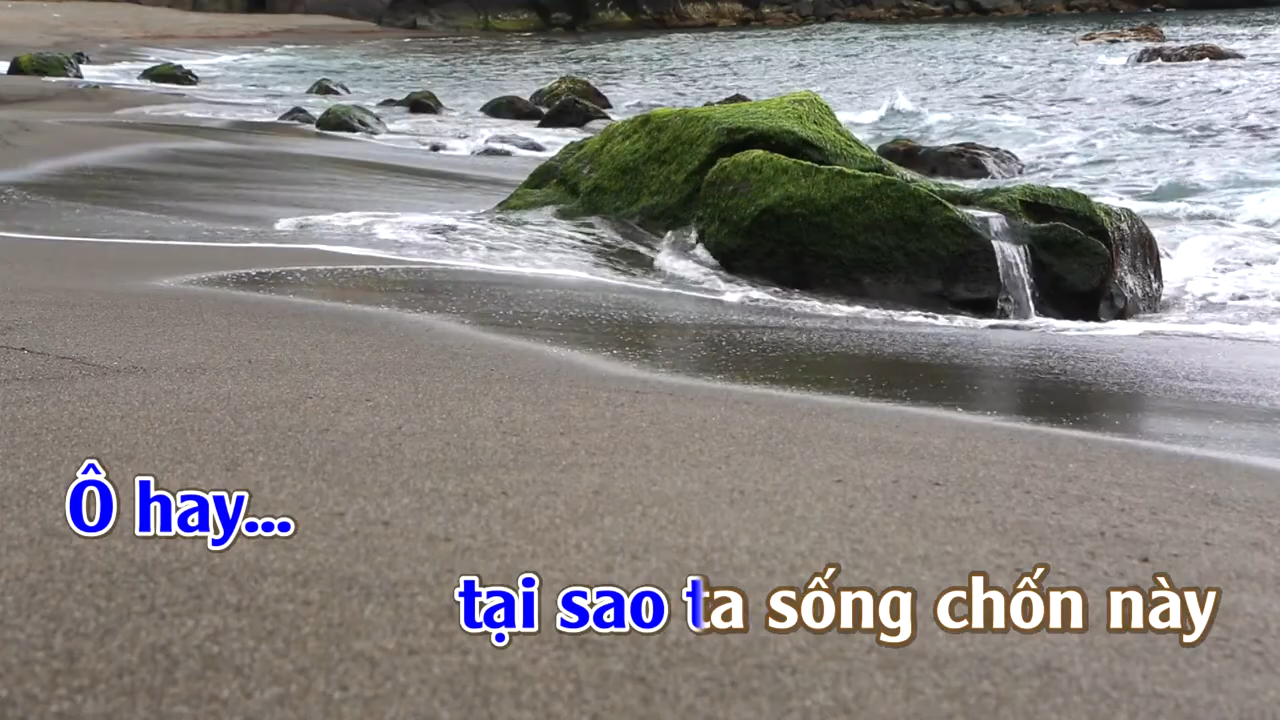 Ô hay...
tại sao ta sống chốn này